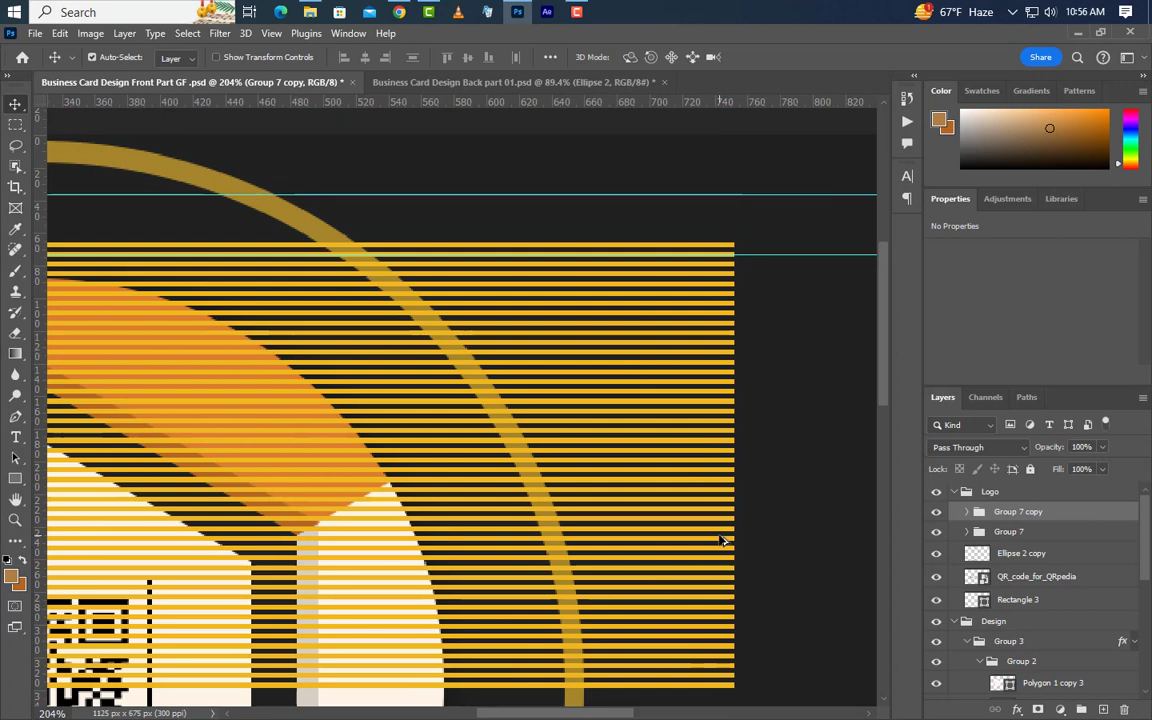 Search
67°F Haze
10:56 AM
File Edit Image Layer Type Select Filter 3D View Plugins Window Help
Auto-Select: Layer Show Transform Controls 3D Mode: Share
Business Card Design Front Part GF .psd @ 204% (Group 7 copy, RGB/8) * Business Card Design Back part 01.psd @ 89.4% (Ellipse 2, RGB/8#) *
340 360 380 400 420 440 460 480 500 520 540 560 580 600 620 640 660 680 700 720 740 760 780 800 820
Color Swatches Gradients Patterns
Properties Adjustments Libraries
No Properties
Layers Channels Paths
Kind
Pass Through Opacity: 100%
Lock: Fill: 100%
Logo
Group 7 copy
Group 7
Ellipse 2 copy
QR_code_for_QRpedia
Rectangle 3
Design
Group 3 fx
Group 2
Polygon 1 copy 3
204% 1125 px x 675 px (300 ppi)